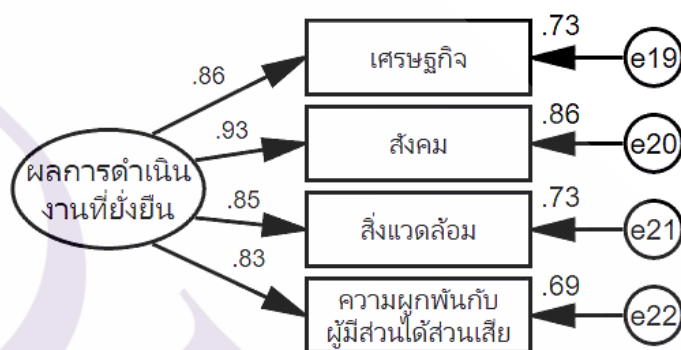 .73
เศรษฐกิจ
e19
.86
.86
.93
สังคม
e20
ผลการดำเนิน
งานที่ยั่งยืน
.73
.85
สิ่งแวดล้อม
e21
.83
.69
ความผูกพันกับ
ผู้มีส่วนได้ส่วนเสีย
e22